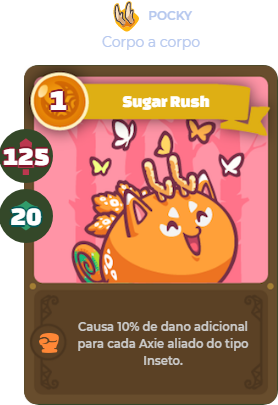 POCKY
Corpo a corpo
1
Sugar Rush
125
20
Causa 10% de dano adicional
para cada Axie aliado do tipo
Inseto.